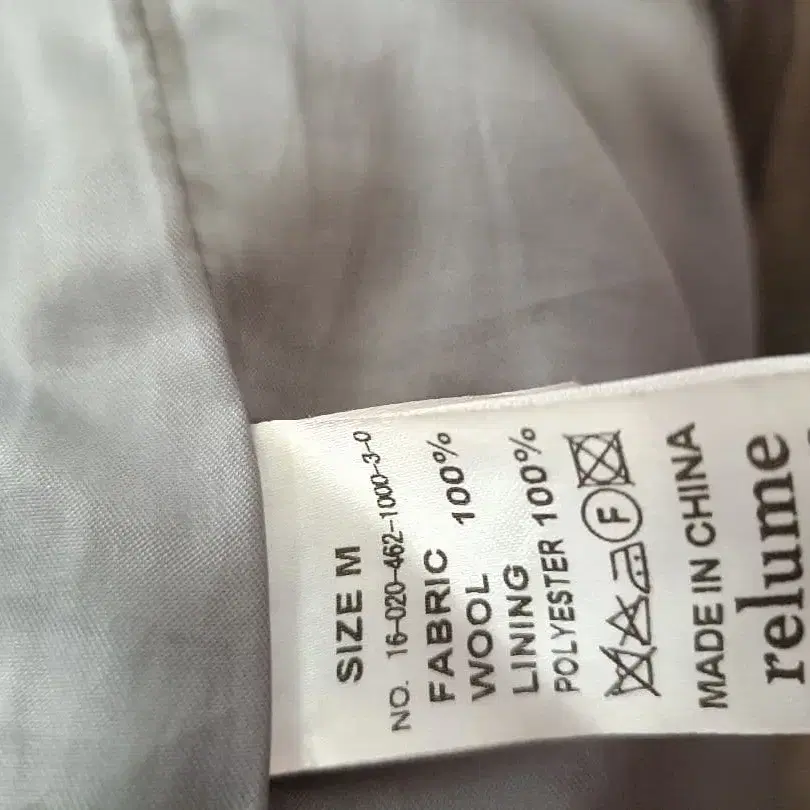 SIZE M
NO. 16-020-462-1000-3-0
FABRIC
WOOL 100%
LINING
POLYESTER 100%
F
MADE IN CHINA
relume